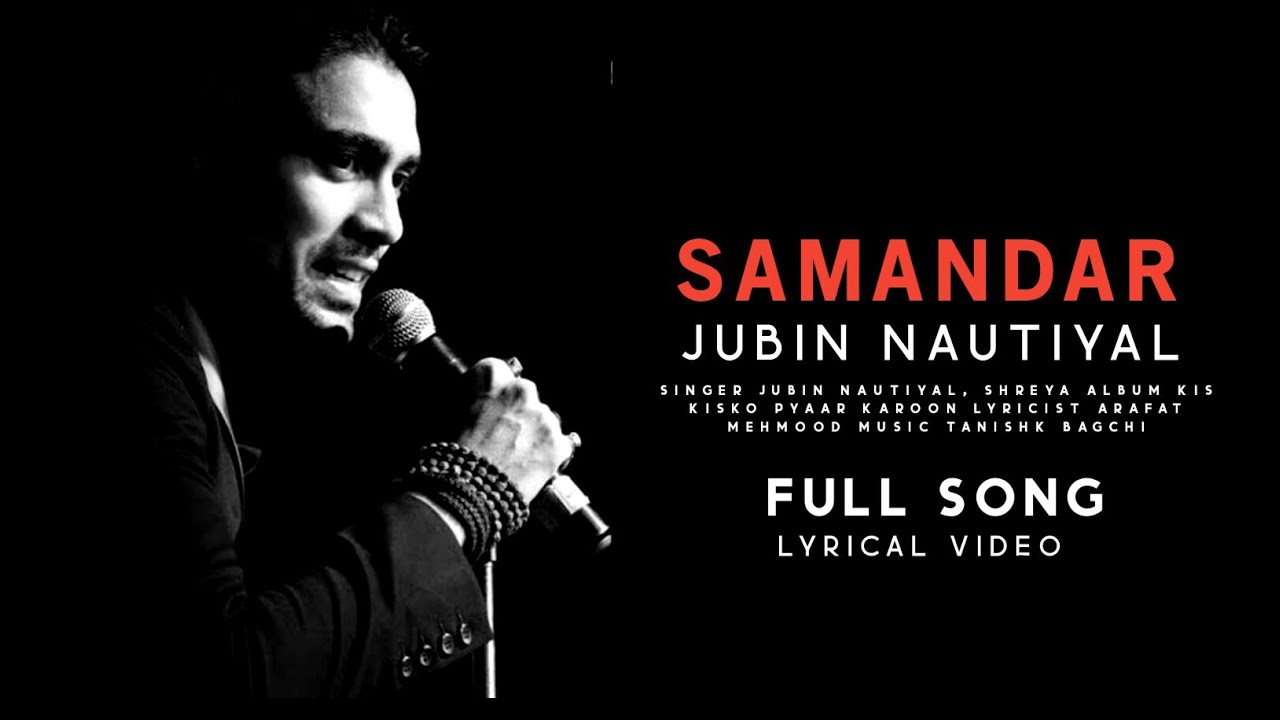 SAMANDAR
JUBIN NAUTIYAL
SINGER JUBIN NAUTIYAL, SHREYA ALBUM KIS
KISKO PYAAR KAROON LYRICIST ARAFAT
MEHMOOD MUSIC TANISHK BAGCHI
FULL SONG
LYRICAL VIDEO